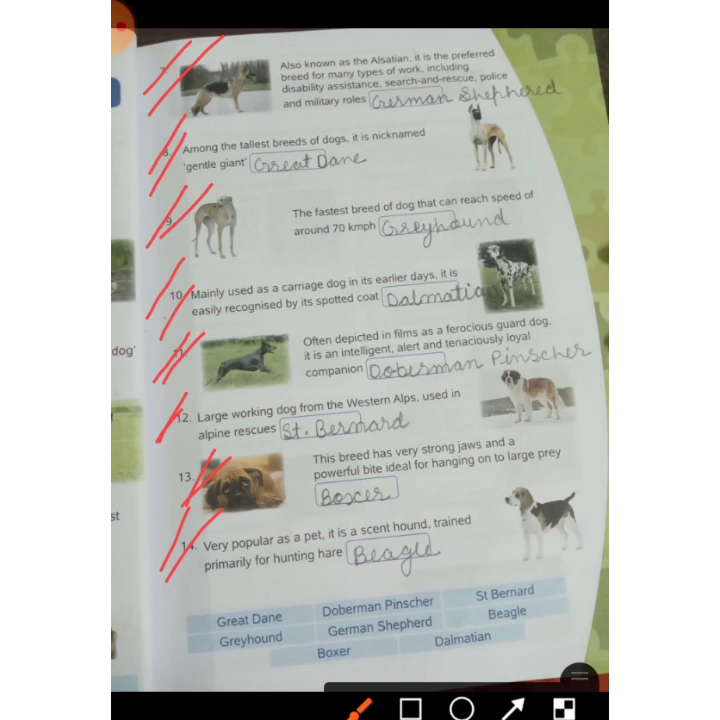 7. Also known as the Alsatian, it is the preferred
breed for many types of work, including
disability assistance, search-and-rescue, police
and military roles German Shephered
8. Among the tallest breeds of dogs, it is nicknamed
'gentle giant' Great Dane
9. The fastest breed of dog that can reach speed of
around 70 kmph Greyhound
10. Mainly used as a carriage dog in its earlier days, it is
easily recognised by its spotted coat Dalmatian
11. Often depicted in films as a ferocious guard dog,
it is an intelligent, alert and tenaciously loyal
companion Doberman Pinscher
12. Large working dog from the Western Alps, used in
alpine rescues St. Bernard
13. This breed has very strong jaws and a
powerful bite ideal for hanging on to large prey
Boxer
14. Very popular as a pet, it is a scent hound, trained
primarily for hunting hare Beagle
Great Dane Doberman Pinscher St Bernard
Greyhound German Shepherd Beagle
Boxer Dalmatian
dog'
st